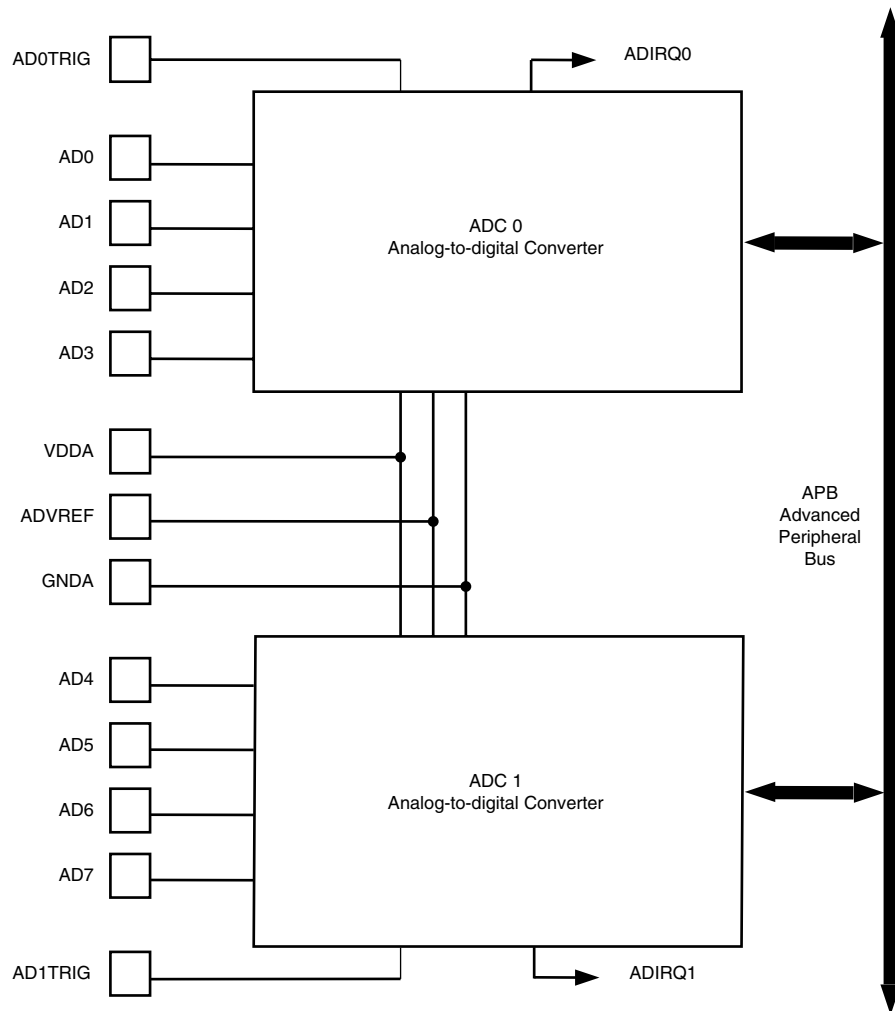 AD0TRIG
ADIRQ0
AD0
AD1
AD2
AD3
ADC 0
Analog-to-digital Converter
VDDA
ADVREF
GNDA
APB
Advanced
Peripheral
Bus
AD4
AD5
AD6
AD7
ADC 1
Analog-to-digital Converter
AD1TRIG
ADIRQ1